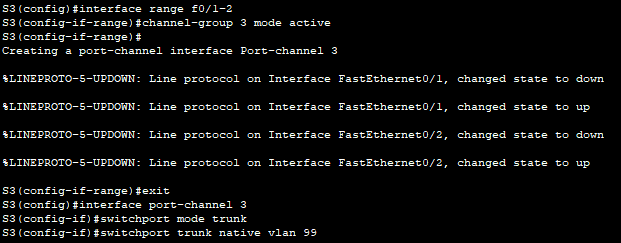 S3(config)#interface range f0/1-2
S3(config)#channel-group 3 mode active
S3(config)#
Creating a port-channel interface Port-channel 3
%LINEPROTO-5-UPDOWN: Line protocol on Interface FastEthernet0/1, changed state to down
%LINEPROTO-5-UPDOWN: Line protocol on Interface FastEthernet0/1, changed state to up
%LINEPROTO-5-UPDOWN: Line protocol on Interface FastEthernet0/2, changed state to down
%LINEPROTO-5-UPDOWN: Line protocol on Interface FastEthernet0/2, changed state to up
S3(config-if-range)#exit
S3(config)#interface port-channel 3
S3(config-if)#switchport mode trunk
S3(config-if)#switchport trunk native vlan 99